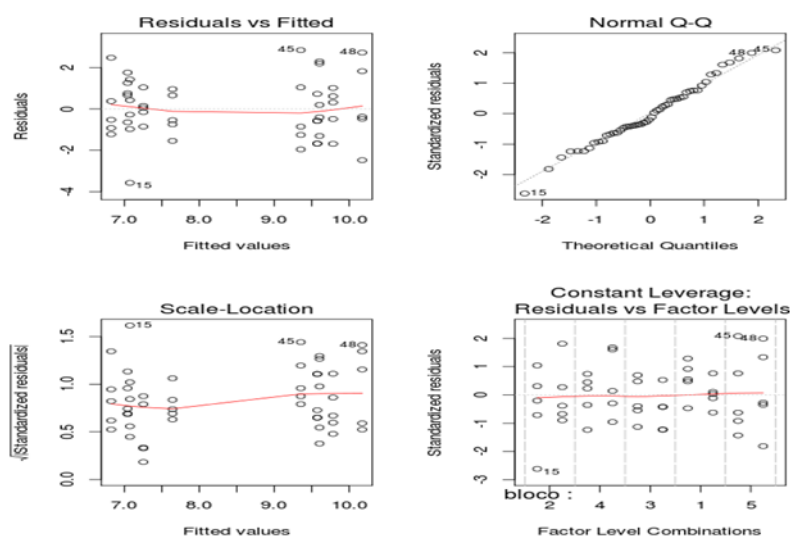 Residuals vs Fitted
Residuals
2
0
-2
-4
45
48
15
7.0 8.0 9.0 10.0
Fitted values
Normal Q-Q
Standardized residuals
2
1
0
-1
-2
48 45
15
-2 -1 0 1 2
Theoretical Quantiles
Scale-Location
√|Standardized residuals|
1.5
1.0
0.5
0.0
15
45
48
7.0 8.0 9.0 10.0
Fitted values
Constant Leverage:
Residuals vs Factor Levels
Standardized residuals
2
1
0
-1
-2
-3
45
48
15
bloco :
2 4 3 1 5
Factor Level Combinations